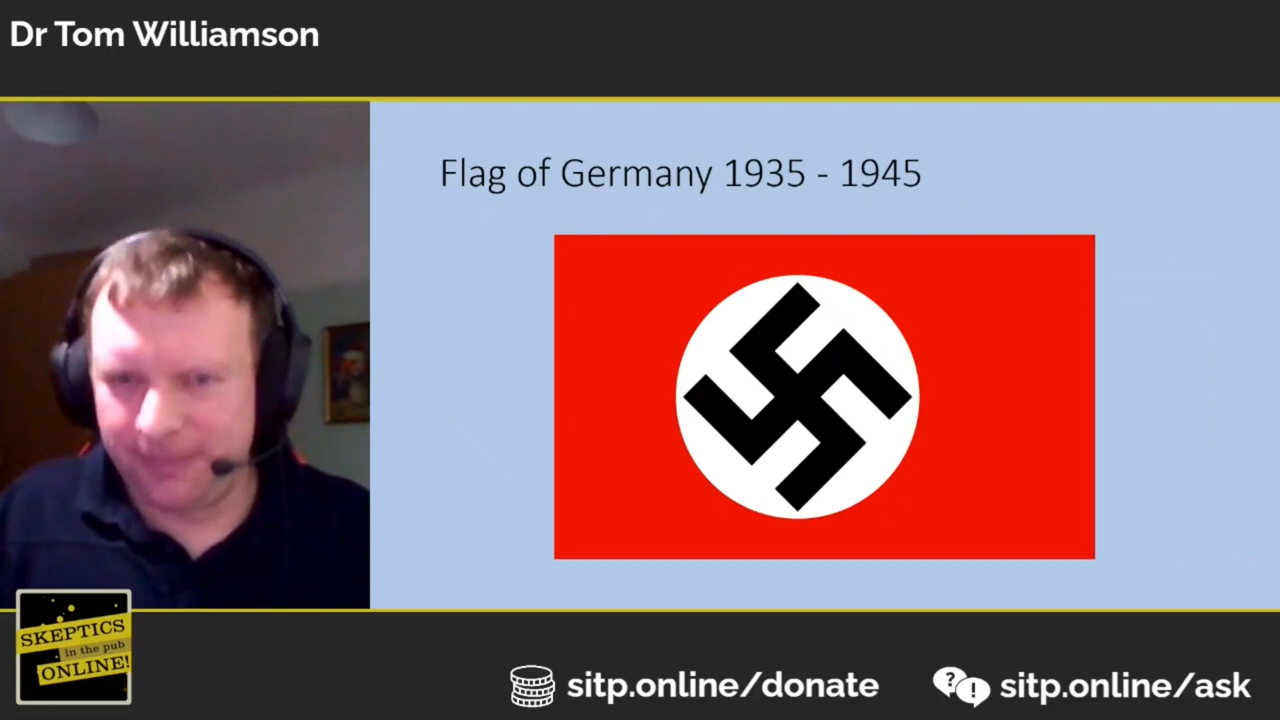 Dr Tom Williamson
Flag of Germany 1935 - 1945
SKEPTICS
in the pub
ONLINE!
sitp.online/donate
? !
sitp.online/ask